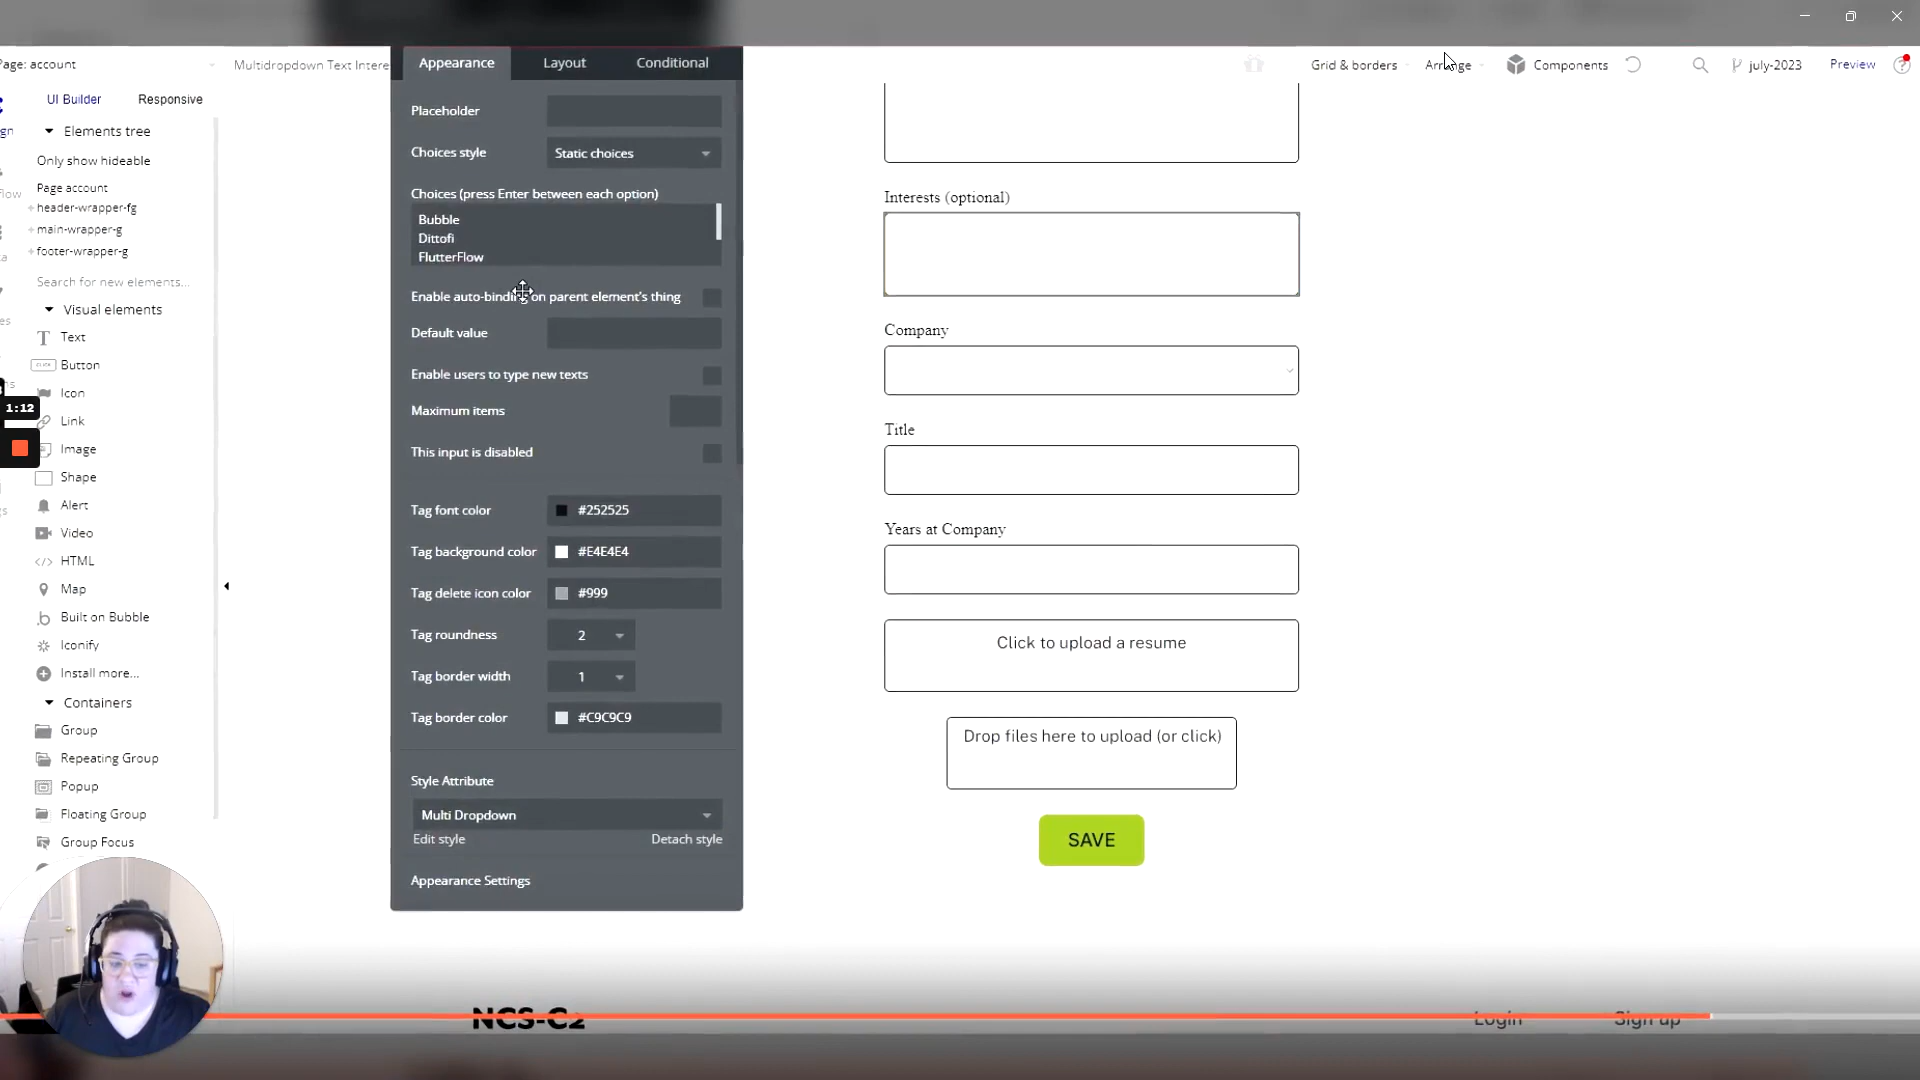 Page: account
Multidropdown Text Intere
Appearance
Layout
Conditional
Grid & borders
Arrange
Components
july-2023
Preview
UI Builder
Responsive
Elements tree
Only show hideable
Page account
header-wrapper-fg
main-wrapper-g
footer-wrapper-g
Search for new elements...
Visual elements
Text
Button
Icon
Link
Image
Shape
Alert
Video
HTML
Map
Built on Bubble
Iconify
Install more...
Containers
Group
Repeating Group
Popup
Floating Group
Group Focus
1:12
Placeholder
Choices style
Static choices
Choices (press Enter between each option)
Bubble
Dittofi
FlutterFlow
Enable auto-binding on parent element's thing
Default value
Enable users to type new texts
Maximum items
This input is disabled
Tag font color
#252525
Tag background color
#E4E4E4
Tag delete icon color
#999
Tag roundness
2
Tag border width
1
Tag border color
#C9C9C9
Style Attribute
Multi Dropdown
Edit style
Detach style
Appearance Settings
Interests (optional)
Company
Title
Years at Company
Click to upload a resume
Drop files here to upload (or click)
SAVE
NCS-C2
Login
Sign up